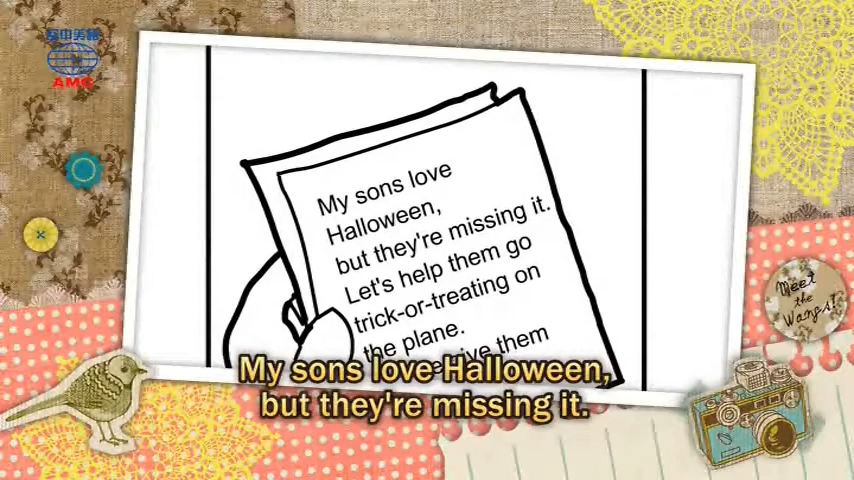 AMC
My sons love
Halloween,
but they're missing it.
Let's help them go
trick-or-treating on
the plane.
them
Meet
the
Wangs!
My sons love Halloween,
but they're missing it.